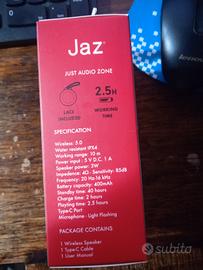 Jaz
JUST AUDIO ZONE
LACE
INCLUDED
2.5H
WORKING
TIME
SPECIFICATION
Wireless: 5.0
Water resistent IPX4
Working range: 10 m
Power input: 5 V D.C. 1 A
Speaker power: 3W
Impedance: 4Ω - Sensitivity: 85dB
Frequency: 20 Hz-16 kHz
Battery capacity: 400mAh
Standby time: 40 hours
Charge time: 2 hours
Playing time: 2.5 hours
Type-C Port
Microphone - Light Flashing
PACKAGE CONTAINS
1 Wireless Speaker
1 Type-C Cable
1 User Manual
Lenovo
subito